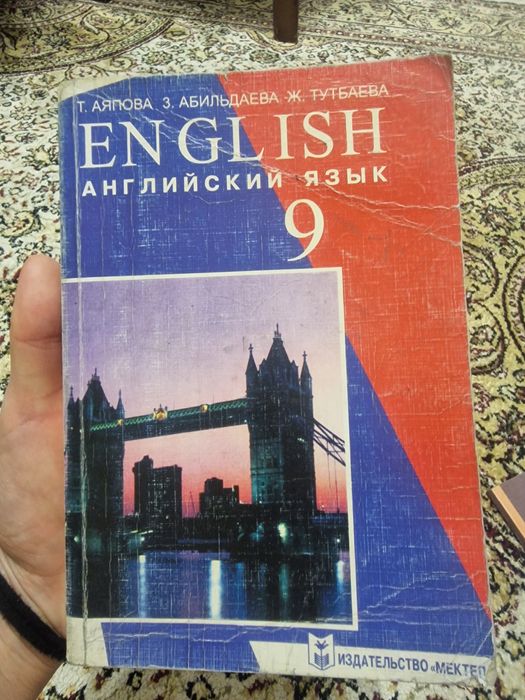 Т. АЯПОВА З. АБИЛЬДАЕВА Ж. ТУТБАЕВА
ENGLISH
АНГЛИЙСКИЙ ЯЗЫК
9
ИЗДАТЕЛЬСТВО «МЕКТЕП